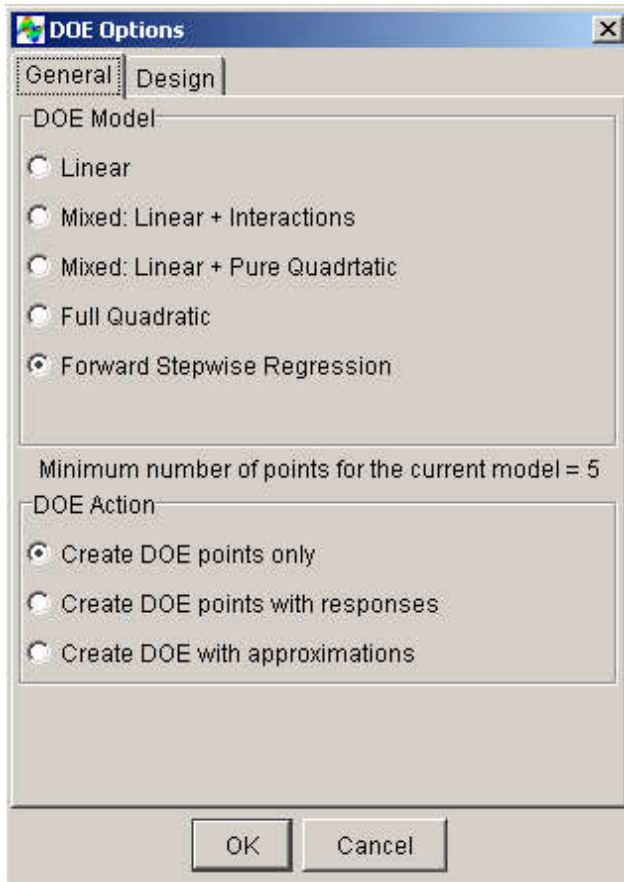 DOE Options
General Design
DOE Model
Linear
Mixed: Linear + Interactions
Mixed: Linear + Pure Quadrtatic
Full Quadratic
Forward Stepwise Regression
Minimum number of points for the current model = 5
DOE Action
Create DOE points only
Create DOE points with responses
Create DOE with approximations
OK Cancel